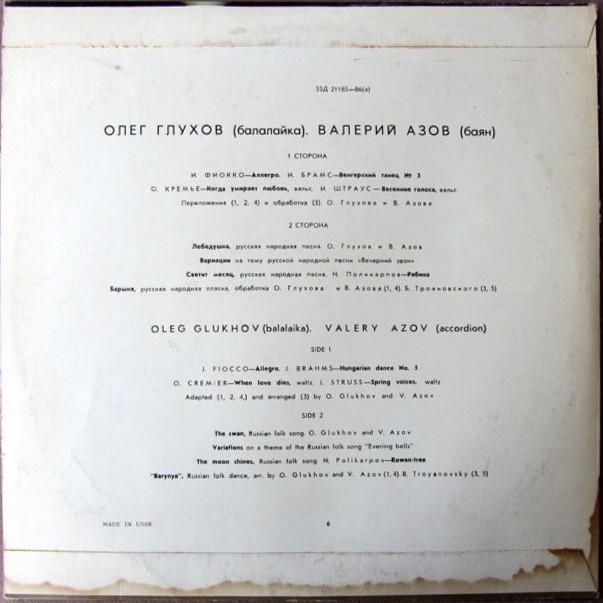 33Д 21185—86(а)
ОЛЕГ ГЛУХОВ (балалайка). ВАЛЕРИЙ АЗОВ (баян)
1 СТОРОНА
И. ФИОККО—Аллегро. И. БРАМС—Венгерский танец № 5
О. КРЕМЬЕ—Когда умирает любовь, вальс. И. ШТРАУС—Весенние голоса, вальс
Переложения (1, 2, 4) и обработка (3). О. Глухова и В. Азова
2 СТОРОНА
Лебедушка, русская народная песня. О. Глухов и В. Азов
Вариации на тему русской народной песни «Вечерний звон»
Светит месяц, русская народная песня. Н. Поликарпов—Рябина
Барыня, русская народная пляска, обработка О. Глухова и В. Азова (1, 4). Б. Трояновского (3, 5)
OLEG GLUKHOV (balalaika). VALERY AZOV (accordion)
SIDE 1
J. FIOCCO—Allegro. J. BRAHMS—Hungarian dance No. 5
O. CREMIER—When love dies, waltz. J. STRUSS—Spring voices, waltz
Adapted (1, 2, 4,) and arranged (3) by O. Glukhov and V. Azov
SIDE 2
The swan, Russian folk song. O. Glukhov and V. Azov
Variations on a theme of the Russian folk song "Evening bells"
The moon shines, Russian folk song. N. Polikarpov—Rowan-tree
"Barynya", Russian folk dance, arr. by O. Glukhov and V. Azov (1, 4). B. Troyanovsky (3, 5)
MADE IN USSR
6